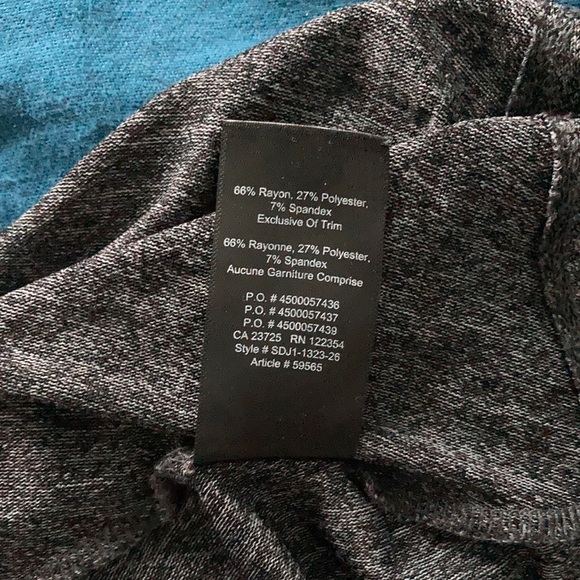 66% Rayon, 27% Polyester,
7% Spandex
Exclusive Of Trim
66% Rayonne, 27% Polyester,
7% Spandex
Aucune Garniture Comprise
P.O. # 4500057436
P.O. # 4500057437
P.O. # 4500057439
CA 23725 RN 122354
Style # SDJ1-1323-26
Article # 59565